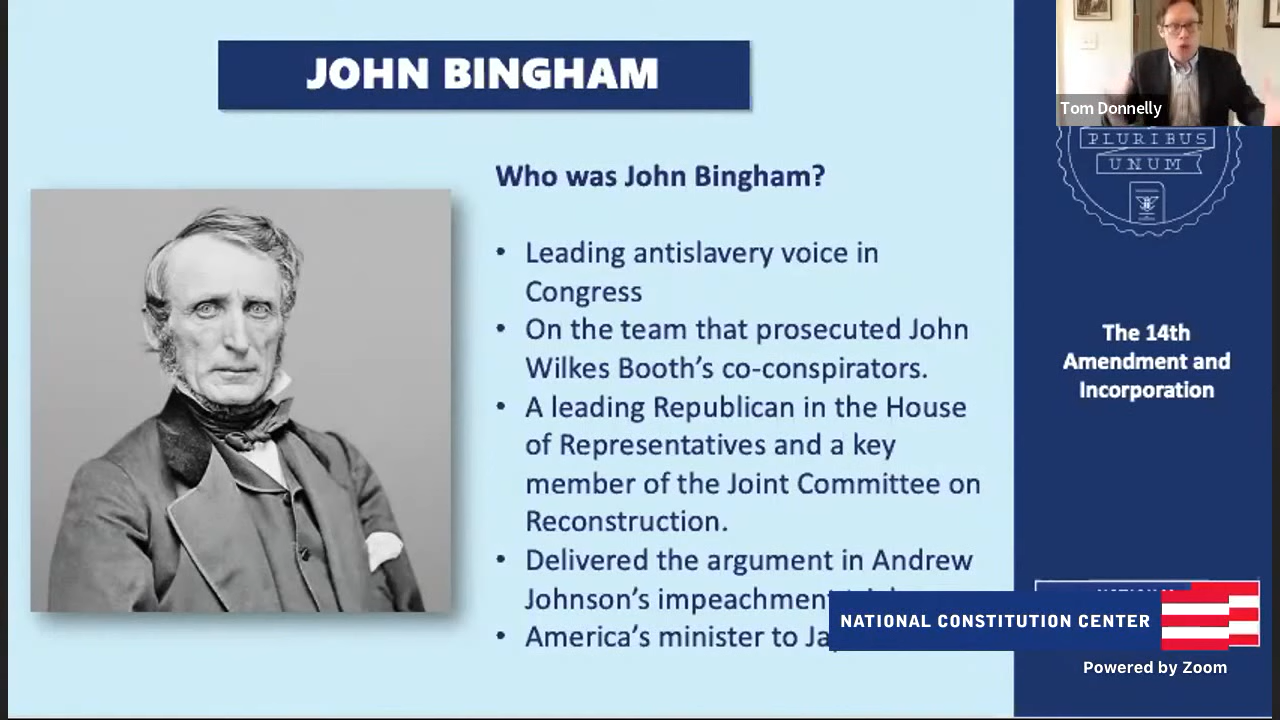 JOHN BINGHAM
Who was John Bingham?
• Leading antislavery voice in
Congress
• On the team that prosecuted John
Wilkes Booth’s co-conspirators.
• A leading Republican in the House
of Representatives and a key
member of the Joint Committee on
Reconstruction.
• Delivered the argument in Andrew
Johnson’s impeachment
• America’s minister to
Tom Donnelly
PLURIBUS
UNUM
The 14th
Amendment and
Incorporation
NATIONAL CONSTITUTION CENTER
Powered by Zoom